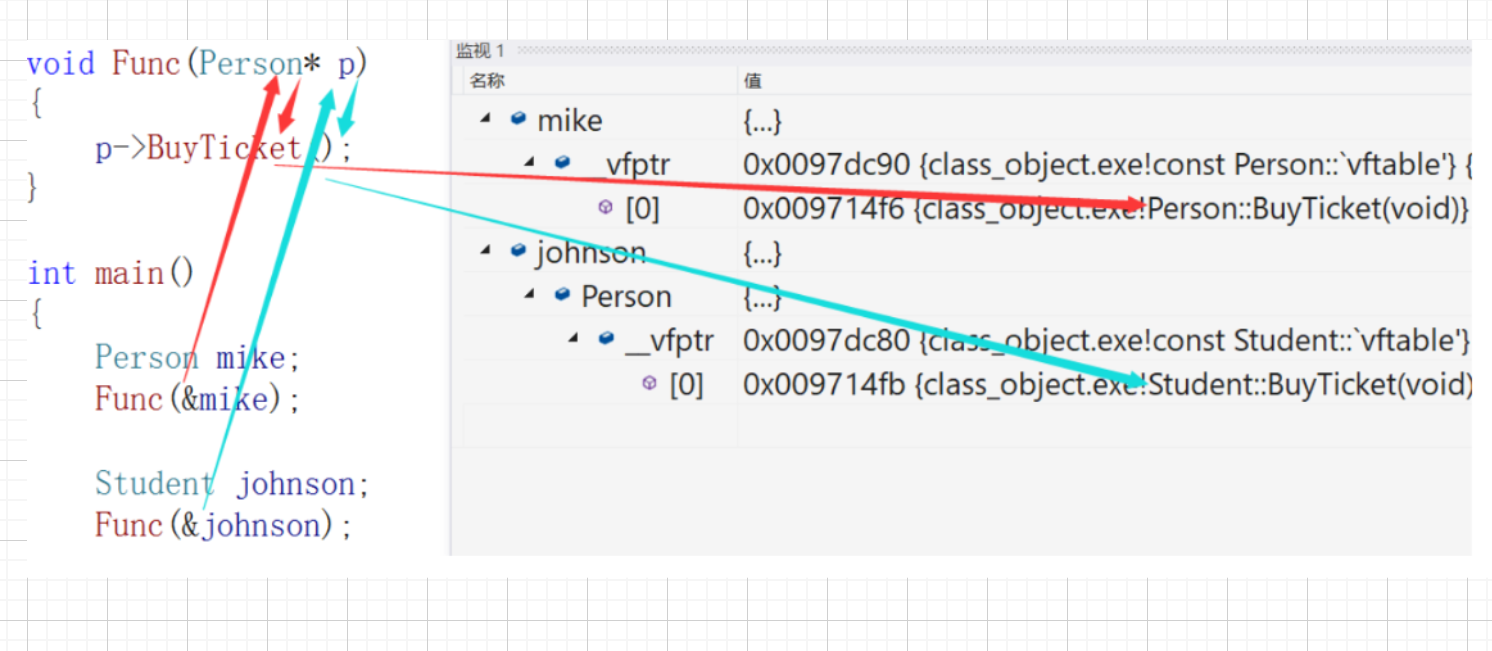 void Func(Person* p)
{
p->BuyTicket();
}
int main()
{
Person mike;
Func(&mike);
Student johnson;
Func(&johnson);
监视 1
名称 值
mike {...}
__vfptr 0x0097dc90 {class_object.exe!const Person::`vftable'} {
[0] 0x009714f6 {class_object.exe!Person::BuyTicket(void)}
johnson {...}
Person {...}
__vfptr 0x0097dc80 {class_object.exe!const Student::`vftable'}
[0] 0x009714fb {class_object.exe!Student::BuyTicket(void)